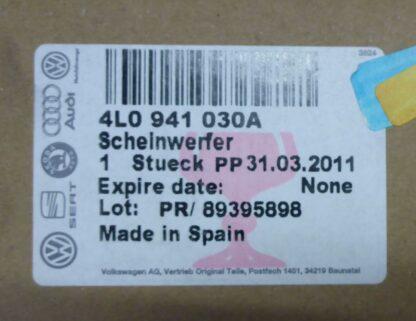 3824
4L0 941 030A
Scheinwerfer
1 Stueck PP 31.03.2011
Expire date: None
Lot: PR/ 89395898
Made in Spain
Volkswagen AG, Vertrieb Original Teile, Postfach 1401, 34219 Baunatal
Audi
SEAT